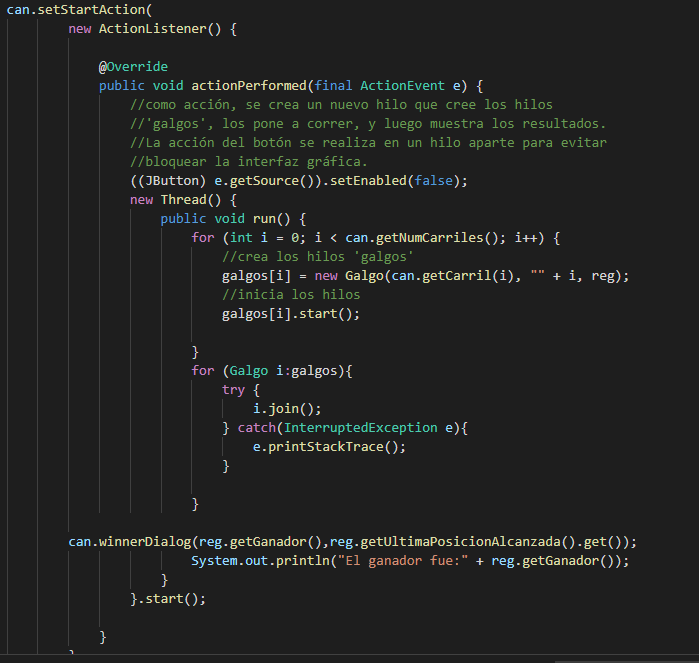 can.setStartAction(
new ActionListener() {
@Override
public void actionPerformed(final ActionEvent e) {
//como acción, se crea un nuevo hilo que cree los hilos
//'galgos', los pone a correr, y luego muestra los resultados.
//La acción del botón se realiza en un hilo aparte para evitar
//bloquear la interfaz gráfica.
((JButton) e.getSource()).setEnabled(false);
new Thread() {
public void run() {
for (int i = 0; i < can.getNumCarriles(); i++) {
//crea los hilos 'galgos'
galgos[i] = new Galgo(can.getCarril(i), "" + i, reg);
//inicia los hilos
galgos[i].start();
}
for (Galgo i:galgos){
try {
i.join();
} catch(InterruptedException e){
e.printStackTrace();
}
}
can.winnerDialog(reg.getGanador(),reg.getUltimaPosicionAlcanzada().get());
System.out.println("El ganador fue:" + reg.getGanador());
}
}.start();
}